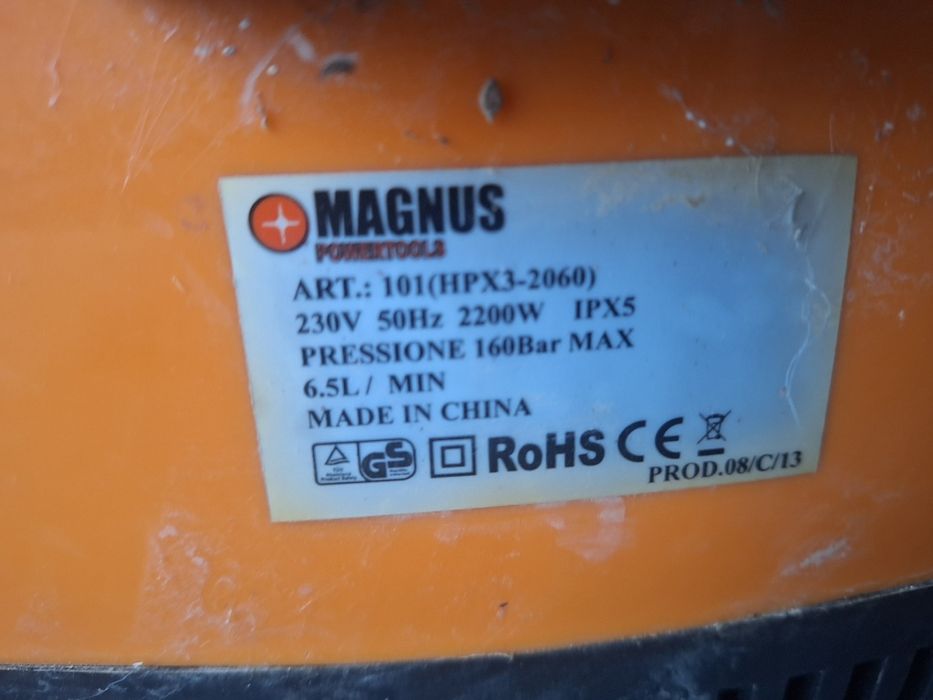 MAGNUS
POWERTOOLS
ART.: 101(HPX3-2060)
230V 50Hz 2200W IPX5
PRESSIONE 160Bar MAX
6.5L / MIN
MADE IN CHINA
GS RoHS CE
PROD.08/C/13